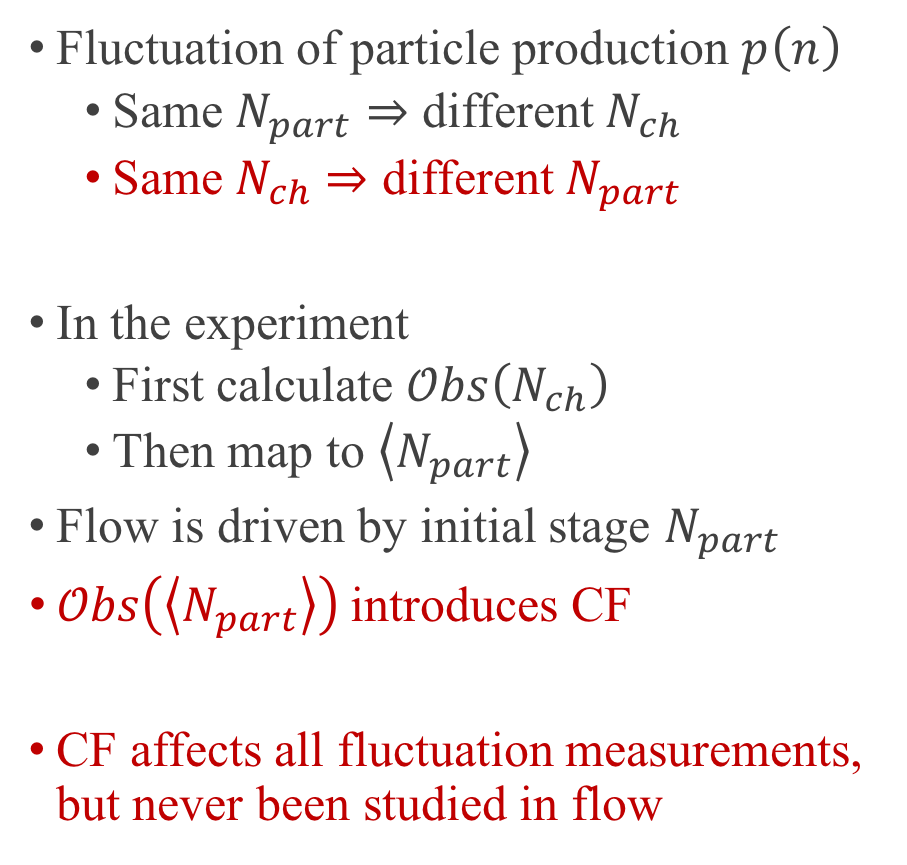 • Fluctuation of particle production p(n)
• Same N_part ⇒ different N_ch
• Same N_ch ⇒ different N_part
• In the experiment
• First calculate 𝒪bs(N_ch)
• Then map to ⟨N_part⟩
• Flow is driven by initial stage N_part
• 𝒪bs(⟨N_part⟩) introduces CF
• CF affects all fluctuation measurements,
but never been studied in flow